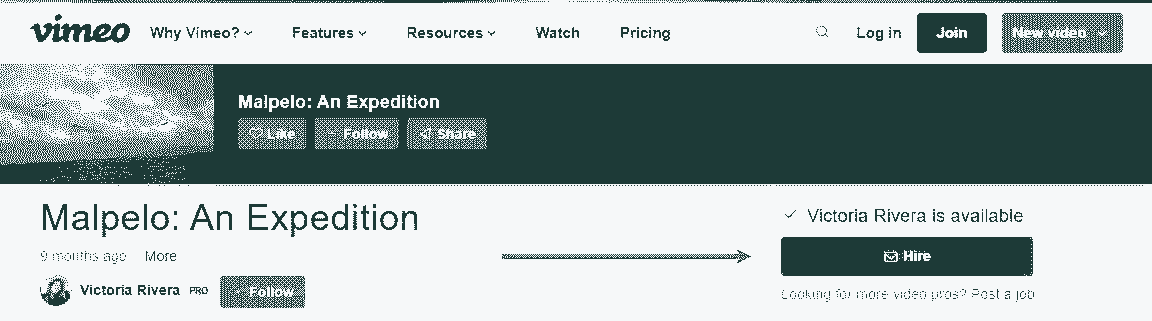 vimeo Why Vimeo? Features Resources Watch Pricing Log in Join New video
Malpelo: An Expedition
Like Follow Share
Malpelo: An Expedition
Victoria Rivera is available
9 months ago More
Hire
Victoria Rivera PRO Follow
Looking for more video pros? Post a job